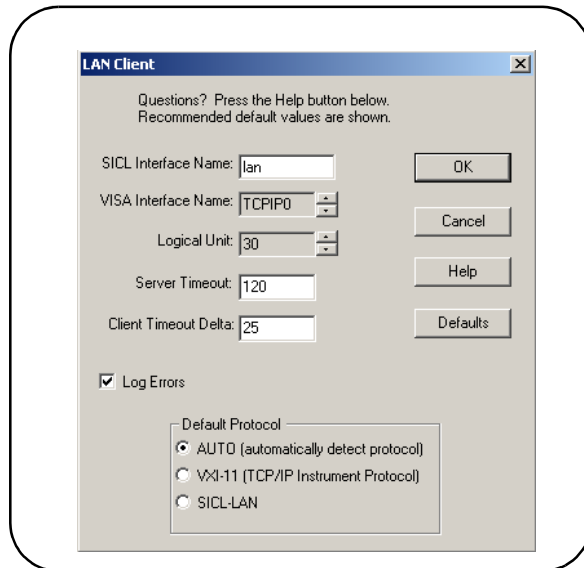 LAN Client
Questions? Press the Help button below.
Recommended default values are shown.
SICL Interface Name: lan
OK
VISA Interface Name: TCPIP0
Cancel
Logical Unit: 30
Help
Server Timeout: 120
Client Timeout Delta: 25
Defaults
Log Errors
Default Protocol
AUTO (automatically detect protocol)
VXI-11 (TCP/IP Instrument Protocol)
SICL-LAN